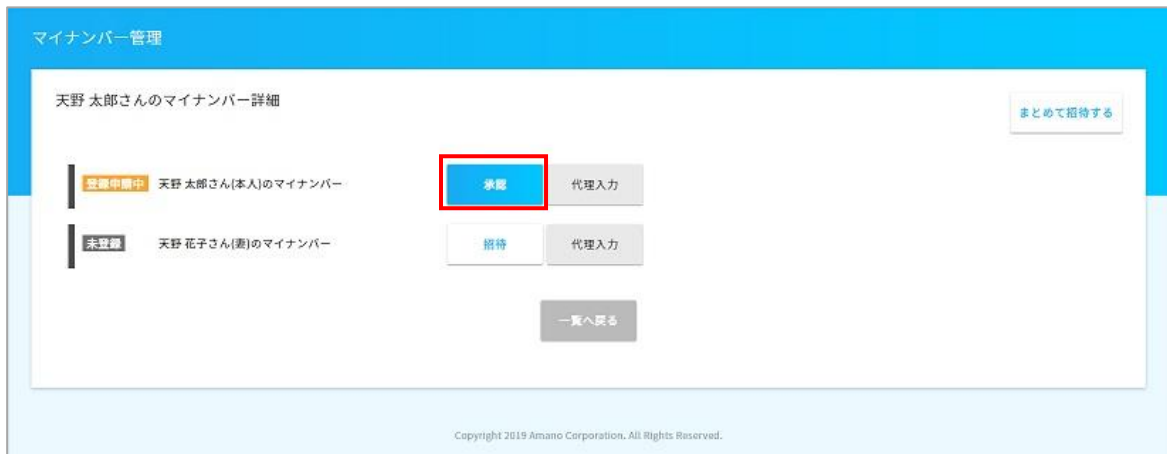 マイナンバー管理
天野 太郎さんのマイナンバー詳細
まとめて招待する
登録申請中 天野 太郎さん(本人)のマイナンバー 承認 代理入力
未登録 天野 花子さん(妻)のマイナンバー 招待 代理入力
一覧へ戻る
Copyright 2019 Amano Corporation. All Rights Reserved.